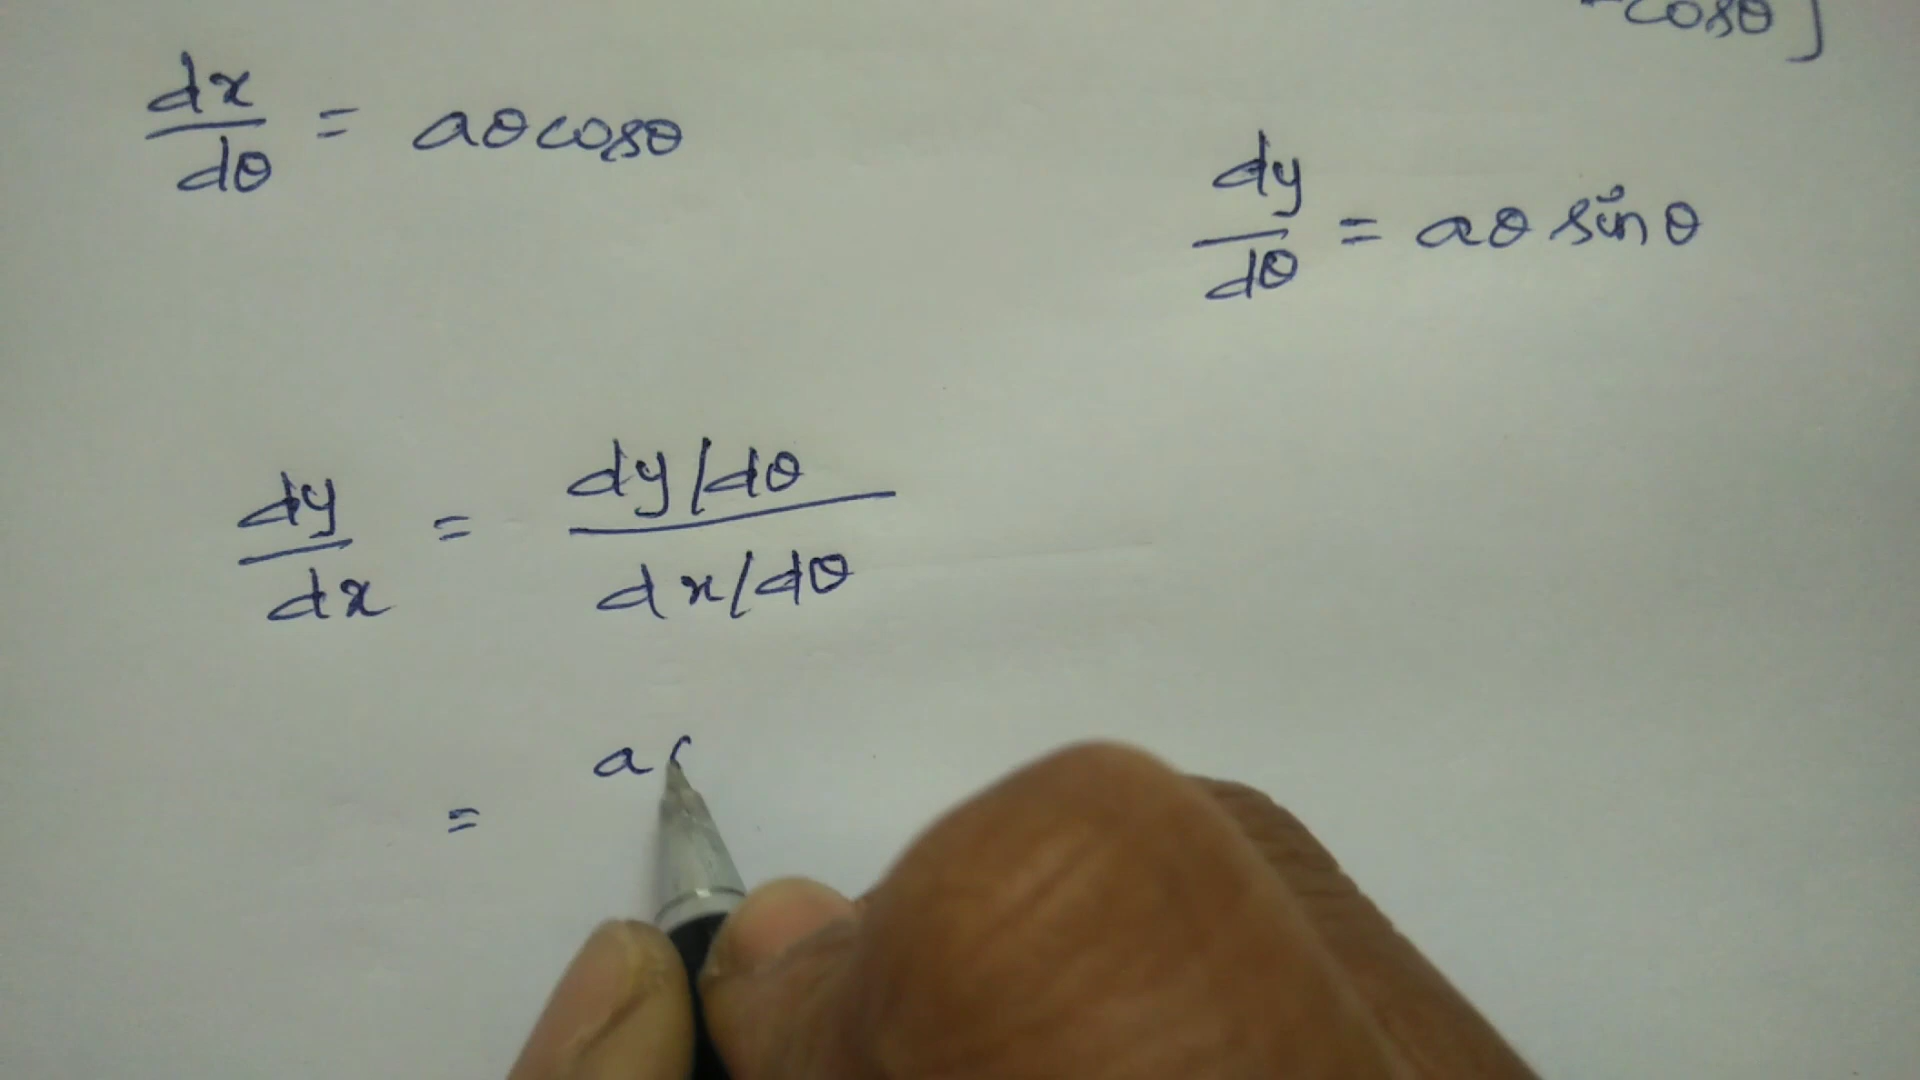 -cosθ]
dx/dθ = aθcosθ
dy/dθ = aθ sinθ
dy/dx = dy/dθ / dx/dθ
= a